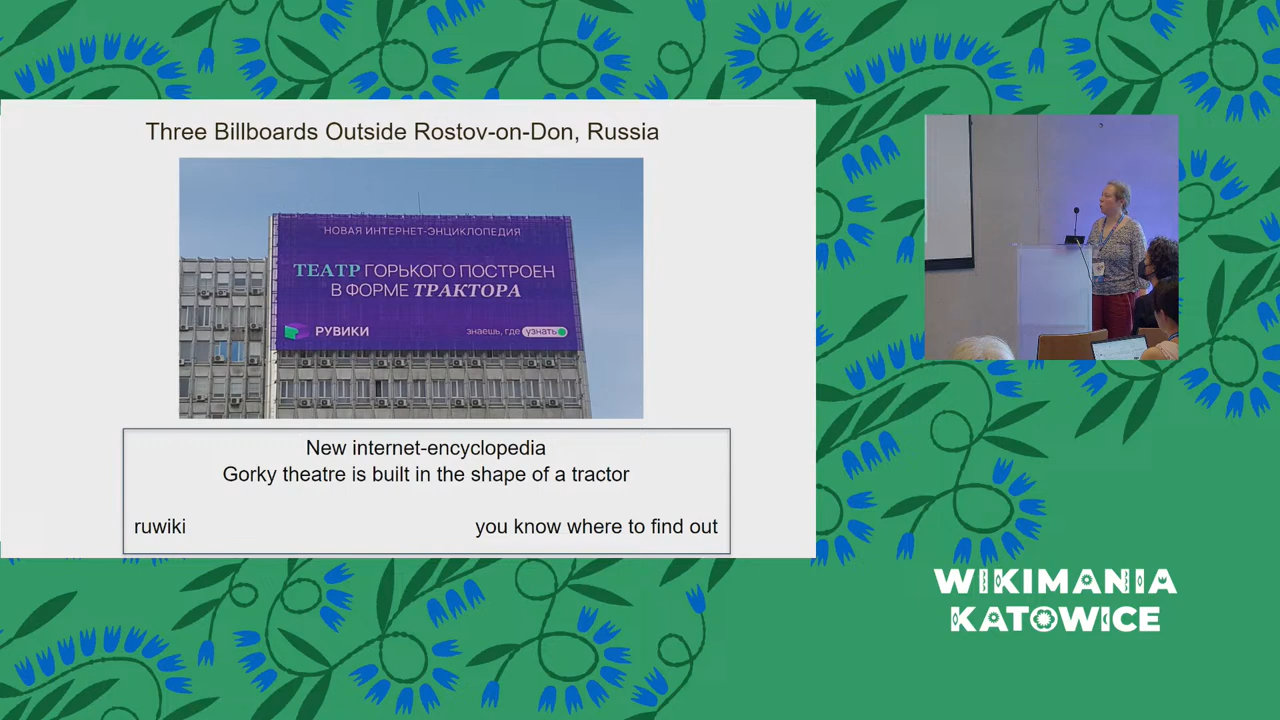 Three Billboards Outside Rostov-on-Don, Russia
НОВАЯ ИНТЕРНЕТ-ЭНЦИКЛОПЕДИЯ
ТЕАТР ГОРЬКОГО ПОСТРОЕН
В ФОРМЕ ТРАКТОРА
РУВИКИ
знаешь, где узнать
New internet-encyclopedia
Gorky theatre is built in the shape of a tractor
ruwiki
you know where to find out
WIKIMANIA
KATOWICE